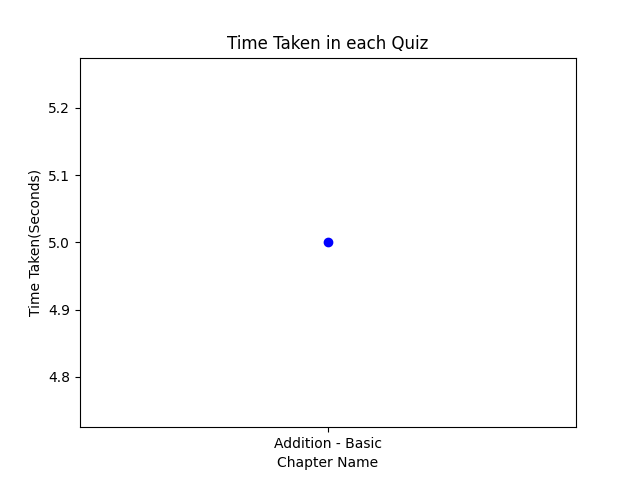 Time Taken in each Quiz
Time Taken(Seconds)
5.2
5.1
5.0
4.9
4.8
Addition - Basic
Chapter Name